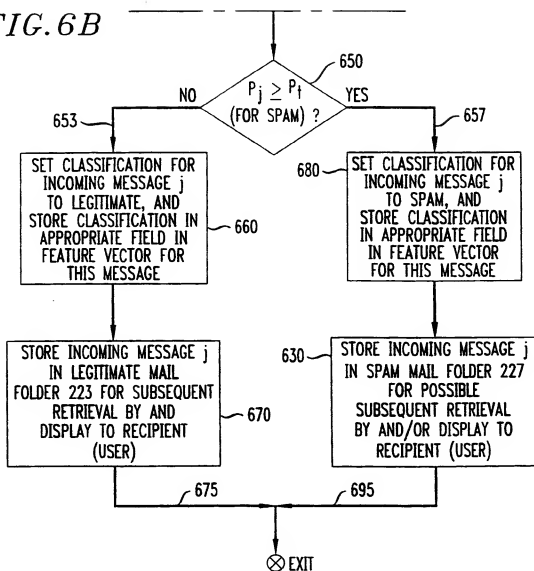 FIG.6B
650
P j ≥ P t
(FOR SPAM) ?
NO
YES
653
657
SET CLASSIFICATION FOR
INCOMING MESSAGE j
TO LEGITIMATE, AND
STORE CLASSIFICATION IN
APPROPRIATE FIELD IN
FEATURE VECTOR FOR
THIS MESSAGE
660
680
SET CLASSIFICATION FOR
INCOMING MESSAGE j
TO SPAM, AND
STORE CLASSIFICATION
IN APPROPRIATE FIELD
IN FEATURE VECTOR
FOR THIS MESSAGE
STORE INCOMING MESSAGE j
IN LEGITIMATE MAIL
FOLDER 223 FOR SUBSEQUENT
RETRIEVAL BY AND
DISPLAY TO RECIPIENT
(USER)
670
630
STORE INCOMING MESSAGE j
IN SPAM MAIL FOLDER 227
FOR POSSIBLE
SUBSEQUENT RETRIEVAL
BY AND/OR DISPLAY TO
RECIPIENT (USER)
675
695
EXIT